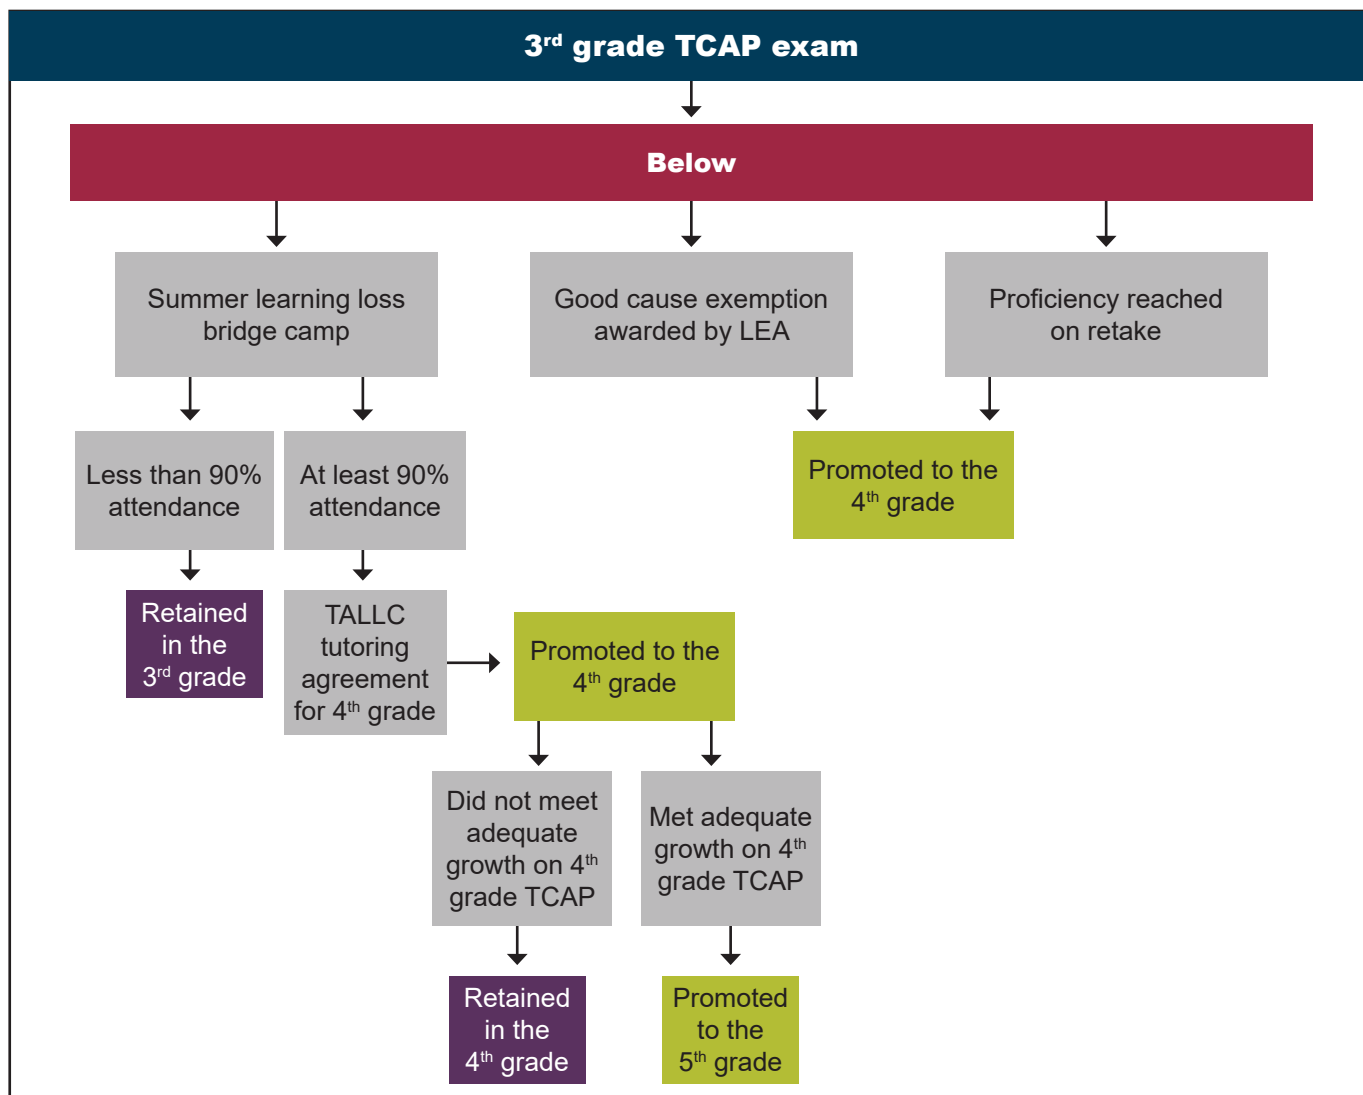 3rd grade TCAP exam
Below
Summer learning loss
bridge camp
Good cause exemption
awarded by LEA
Proficiency reached
on retake
Less than 90%
attendance
At least 90%
attendance
Promoted to the
4th grade
Retained
in the
3rd grade
TALLC
tutoring
agreement
for 4th grade
Promoted to the
4th grade
Did not meet
adequate
growth on 4th
grade TCAP
Met adequate
growth on 4th
grade TCAP
Retained
in the
4th grade
Promoted
to the
5th grade